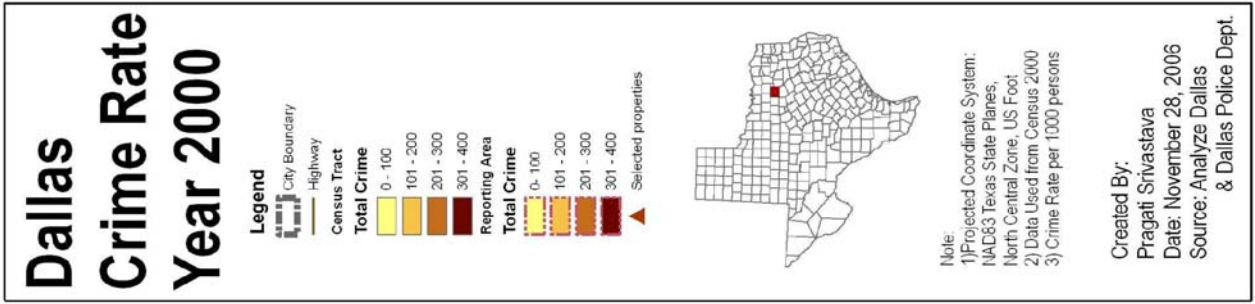 Dallas
Crime Rate
Year 2000
Legend
City Boundary
Highway
Census Tract
Total Crime
0 - 100
101 - 200
201 - 300
301 - 400
Reporting Area
Total Crime
0- 100
101 - 200
201 - 300
301 - 400
Selected properties
Note:
1)Projected Coordinate System:
NAD83 Texas State Planes,
North Central Zone, US Foot
2) Data Used from Census 2000
3) Crime Rate per 1000 persons
Created By:
Pragati Srivastava
Date: November 28, 2006
Source: Analyze Dallas
& Dallas Police Dept.